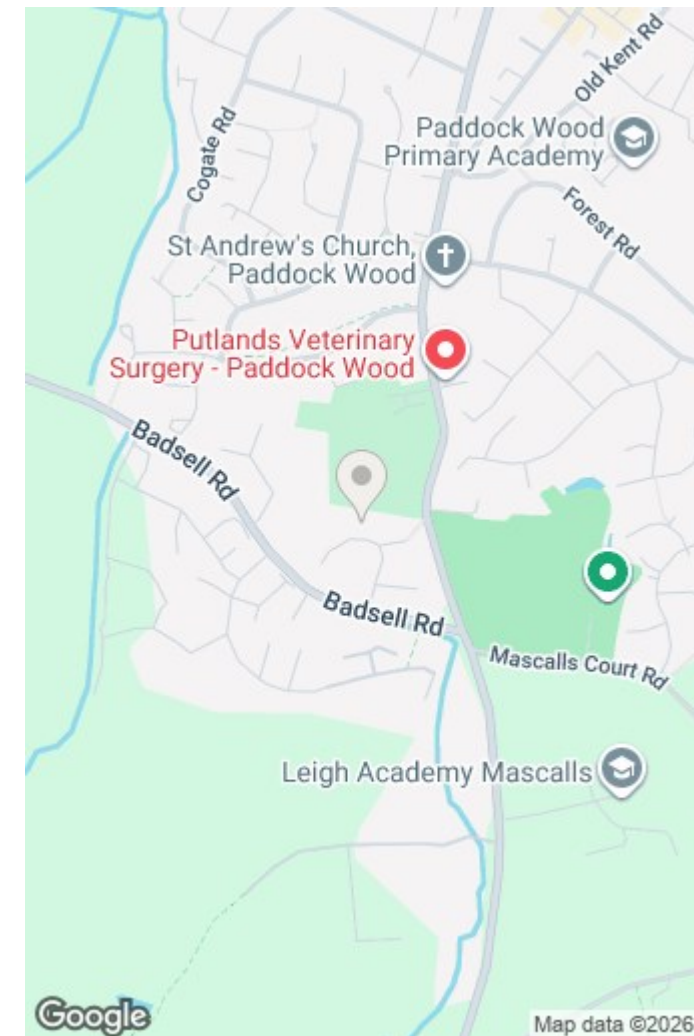 Old Kent Rd
Paddock Wood
Primary Academy
Cogate Rd
Forest Rd
St Andrew's Church,
Paddock Wood
Putlands Veterinary
Surgery - Paddock Wood
Badsell Rd
Badsell Rd
Mascalls Court Rd
Leigh Academy Mascalls
Google
Map data ©2026